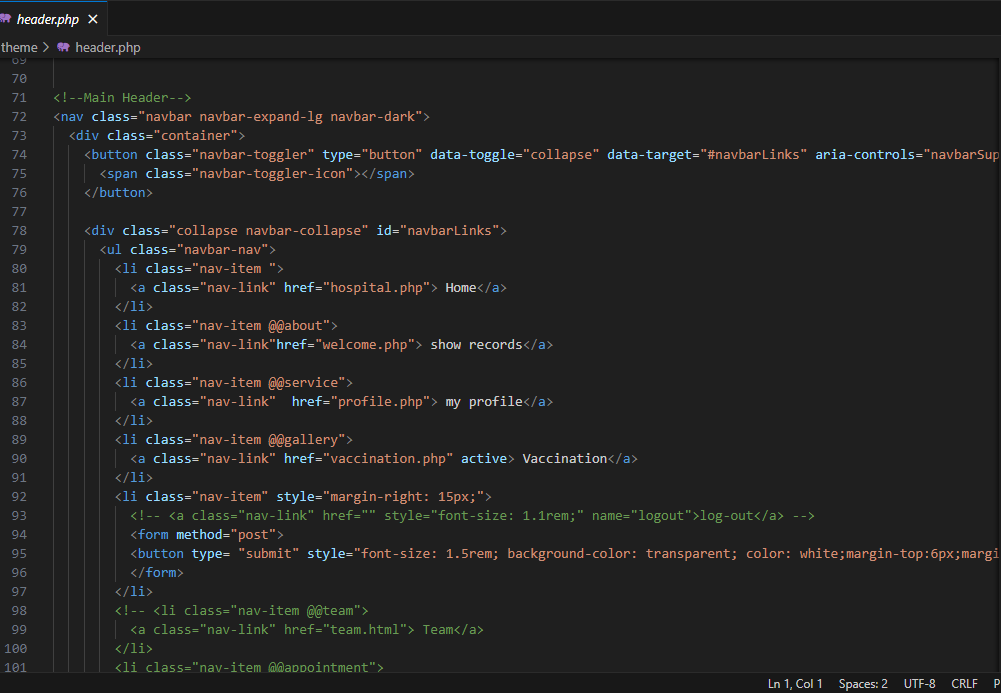 header.php
theme > header.php
69
70
71 <!--Main Header-->
72 <nav class="navbar navbar-expand-lg navbar-dark">
73 <div class="container">
74 <button class="navbar-toggler" type="button" data-toggle="collapse" data-target="#navbarLinks" aria-controls="navbarSup
75 <span class="navbar-toggler-icon"></span>
76 </button>
77
78 <div class="collapse navbar-collapse" id="navbarLinks">
79 <ul class="navbar-nav">
80 <li class="nav-item ">
81 <a class="nav-link" href="hospital.php"> Home</a>
82 </li>
83 <li class="nav-item @@about">
84 <a class="nav-link"href="welcome.php"> show records</a>
85 </li>
86 <li class="nav-item @@service">
87 <a class="nav-link"  href="profile.php"> my profile</a>
88 </li>
89 <li class="nav-item @@gallery">
90 <a class="nav-link" href="vaccination.php" active> Vaccination</a>
91 </li>
92 <li class="nav-item" style="margin-right: 15px;">
93 <!-- <a class="nav-link" href="" style="font-size: 1.1rem;" name="logout">log-out</a> -->
94 <form method="post">
95 <button type= "submit" style="font-size: 1.5rem; background-color: transparent; color: white;margin-top:6px;margi
96 </form>
97 </li>
98 <!-- <li class="nav-item @@team">
99 <a class="nav-link" href="team.html"> Team</a>
100 </li>
101 <li class="nav-item @@appointment">
Ln 1, Col 1 Spaces: 2 UTF-8 CRLF P